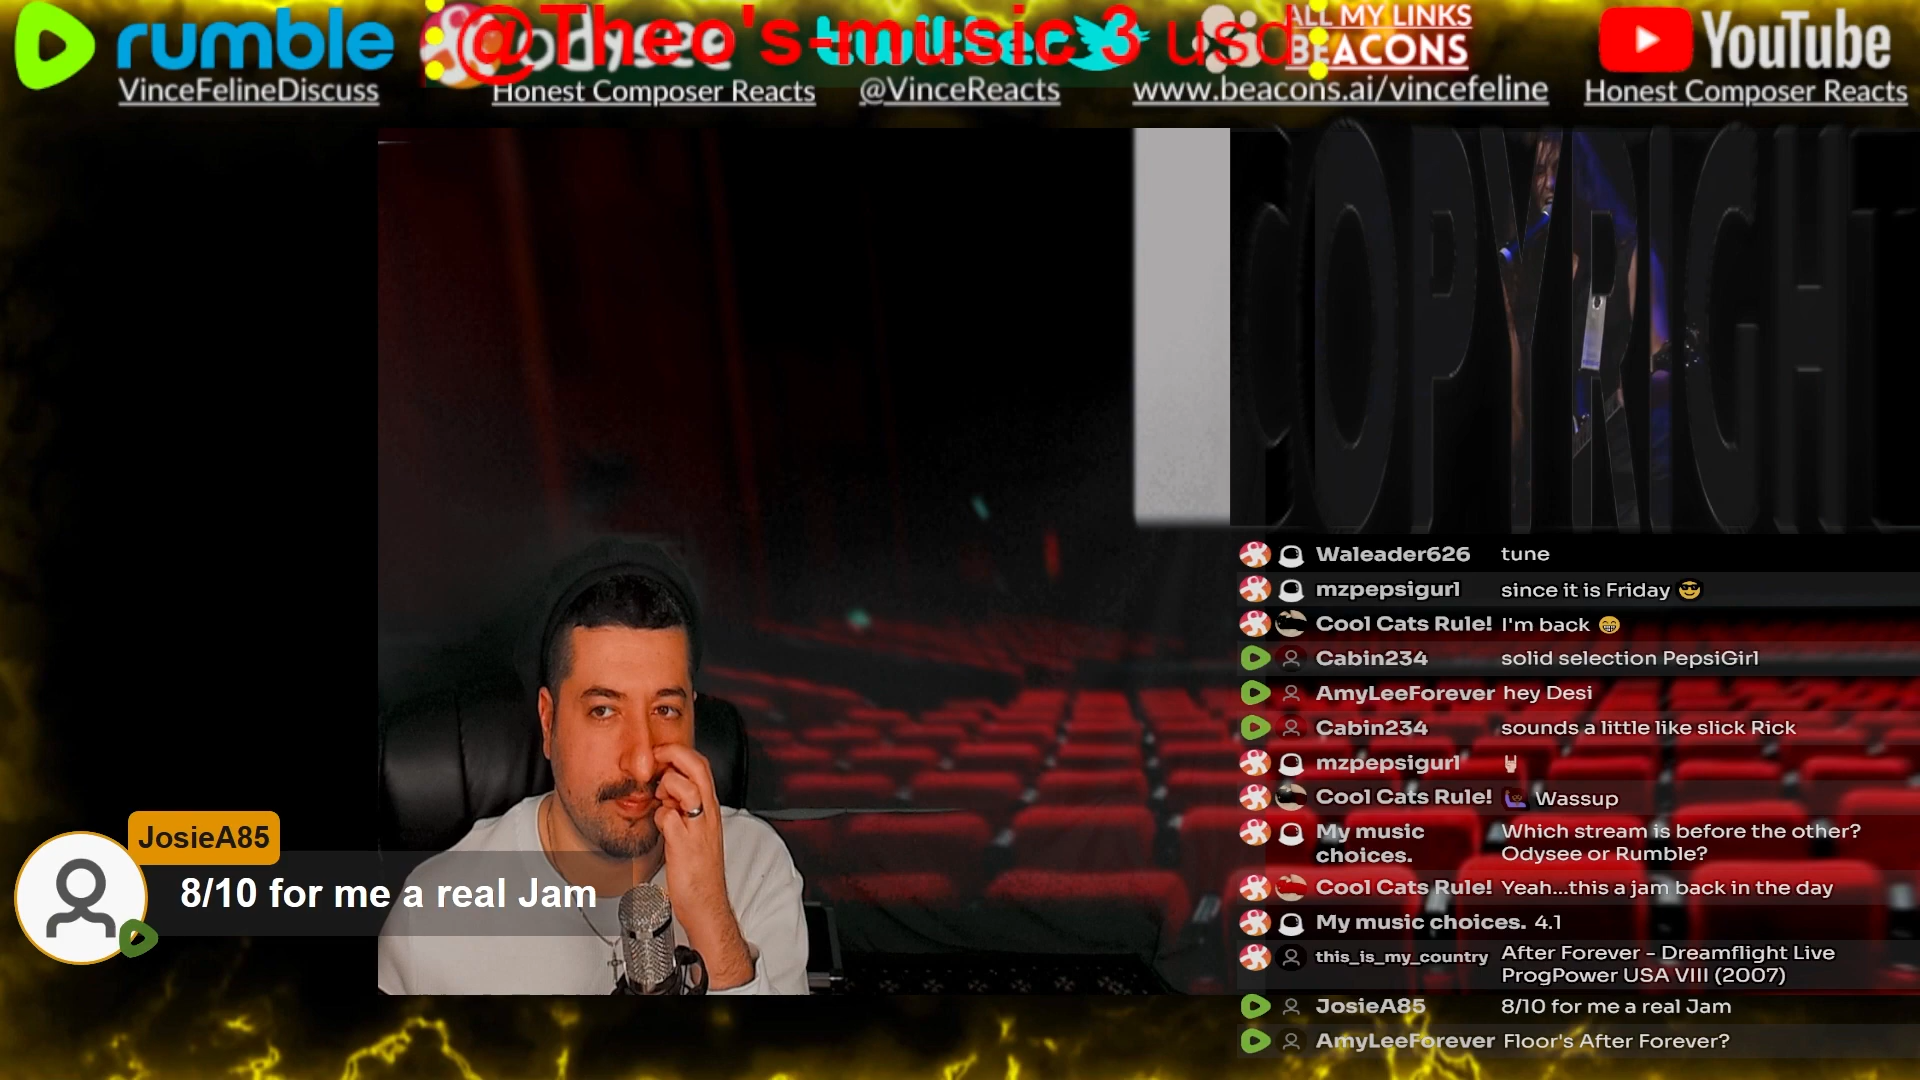 rumble
VinceFelineDiscuss
@Theo's-music 3 usd
odysee
Honest Composer Reacts
twitter
@VinceReacts
ALL MY LINKS
BEACONS
www.beacons.ai/vincefeline
YouTube
Honest Composer Reacts
COPYRIGHT
Waleader626 tune
mzpepsigurl since it is Friday 😎
Cool Cats Rule! I'm back 😁
Cabin234 solid selection PepsiGirl
AmyLeeForever hey Desi
Cabin234 sounds a little like slick Rick
mzpepsigurl 🤘
Cool Cats Rule! 🙋 Wassup
My music choices. Which stream is before the other?
Odysee or Rumble?
Cool Cats Rule! Yeah...this a jam back in the day
My music choices. 4.1
this_is_my_country After Forever - Dreamflight Live
ProgPower USA VIII (2007)
JosieA85 8/10 for me a real Jam
AmyLeeForever Floor's After Forever?
JosieA85
8/10 for me a real Jam